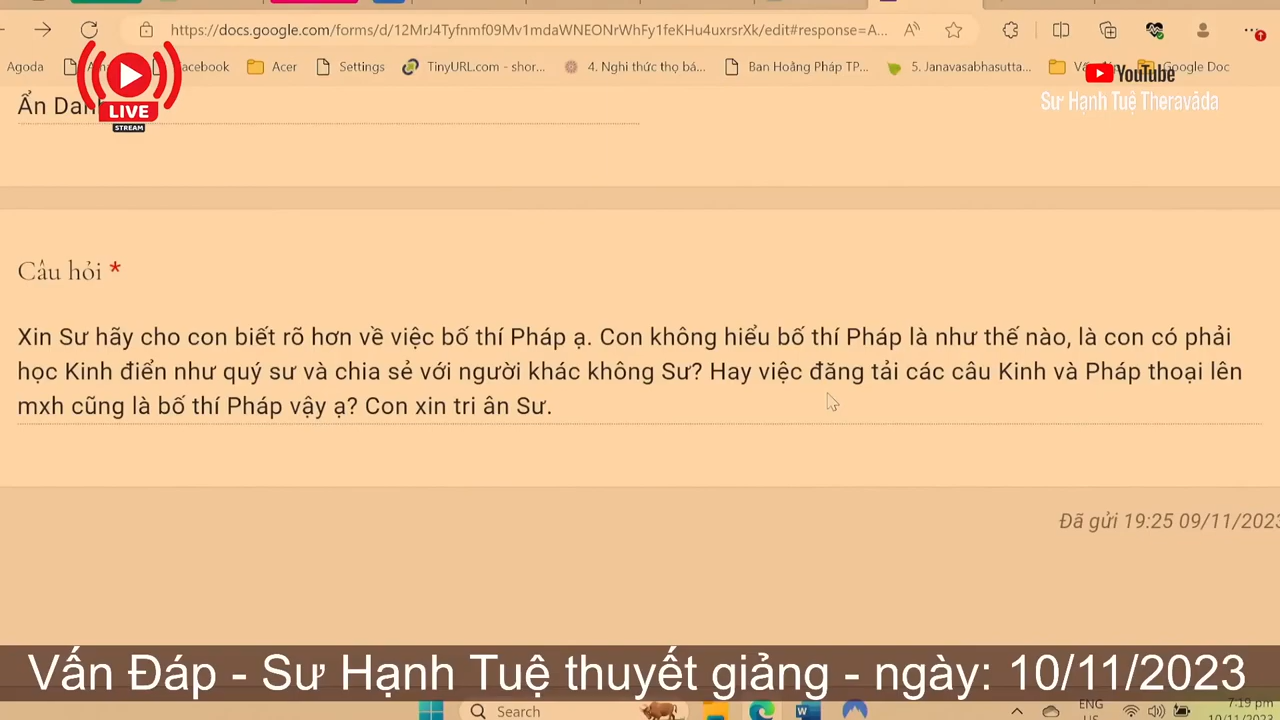 https://docs.google.com/forms/d/12MrJ4Tyfnmf09Mv1mdaWNEONrWhFy1feKHu4uxrsrXk/edit#response=A...
Agoda
Facebook
Acer
Settings
TinyURL.com - shor...
4. Nghi thức thọ bá...
Ban Hoằng Pháp TP...
5. Janavasabhasutta...
Google Doc
LIVE
STREAM
YouTube
Sư Hạnh Tuệ Theravāda
Ẩn Danh
Câu hỏi *
Xin Sư hãy cho con biết rõ hơn về việc bố thí Pháp ạ. Con không hiểu bố thí Pháp là như thế nào, là con có phải
học Kinh điển như quý sư và chia sẻ với người khác không Sư? Hay việc đăng tải các câu Kinh và Pháp thoại lên
mxh cũng là bố thí Pháp vậy ạ? Con xin tri ân Sư.
Đã gửi 19:25 09/11/2023
Vấn Đáp - Sư Hạnh Tuệ thuyết giảng - ngày: 10/11/2023
Search
ENG
7:19 pm